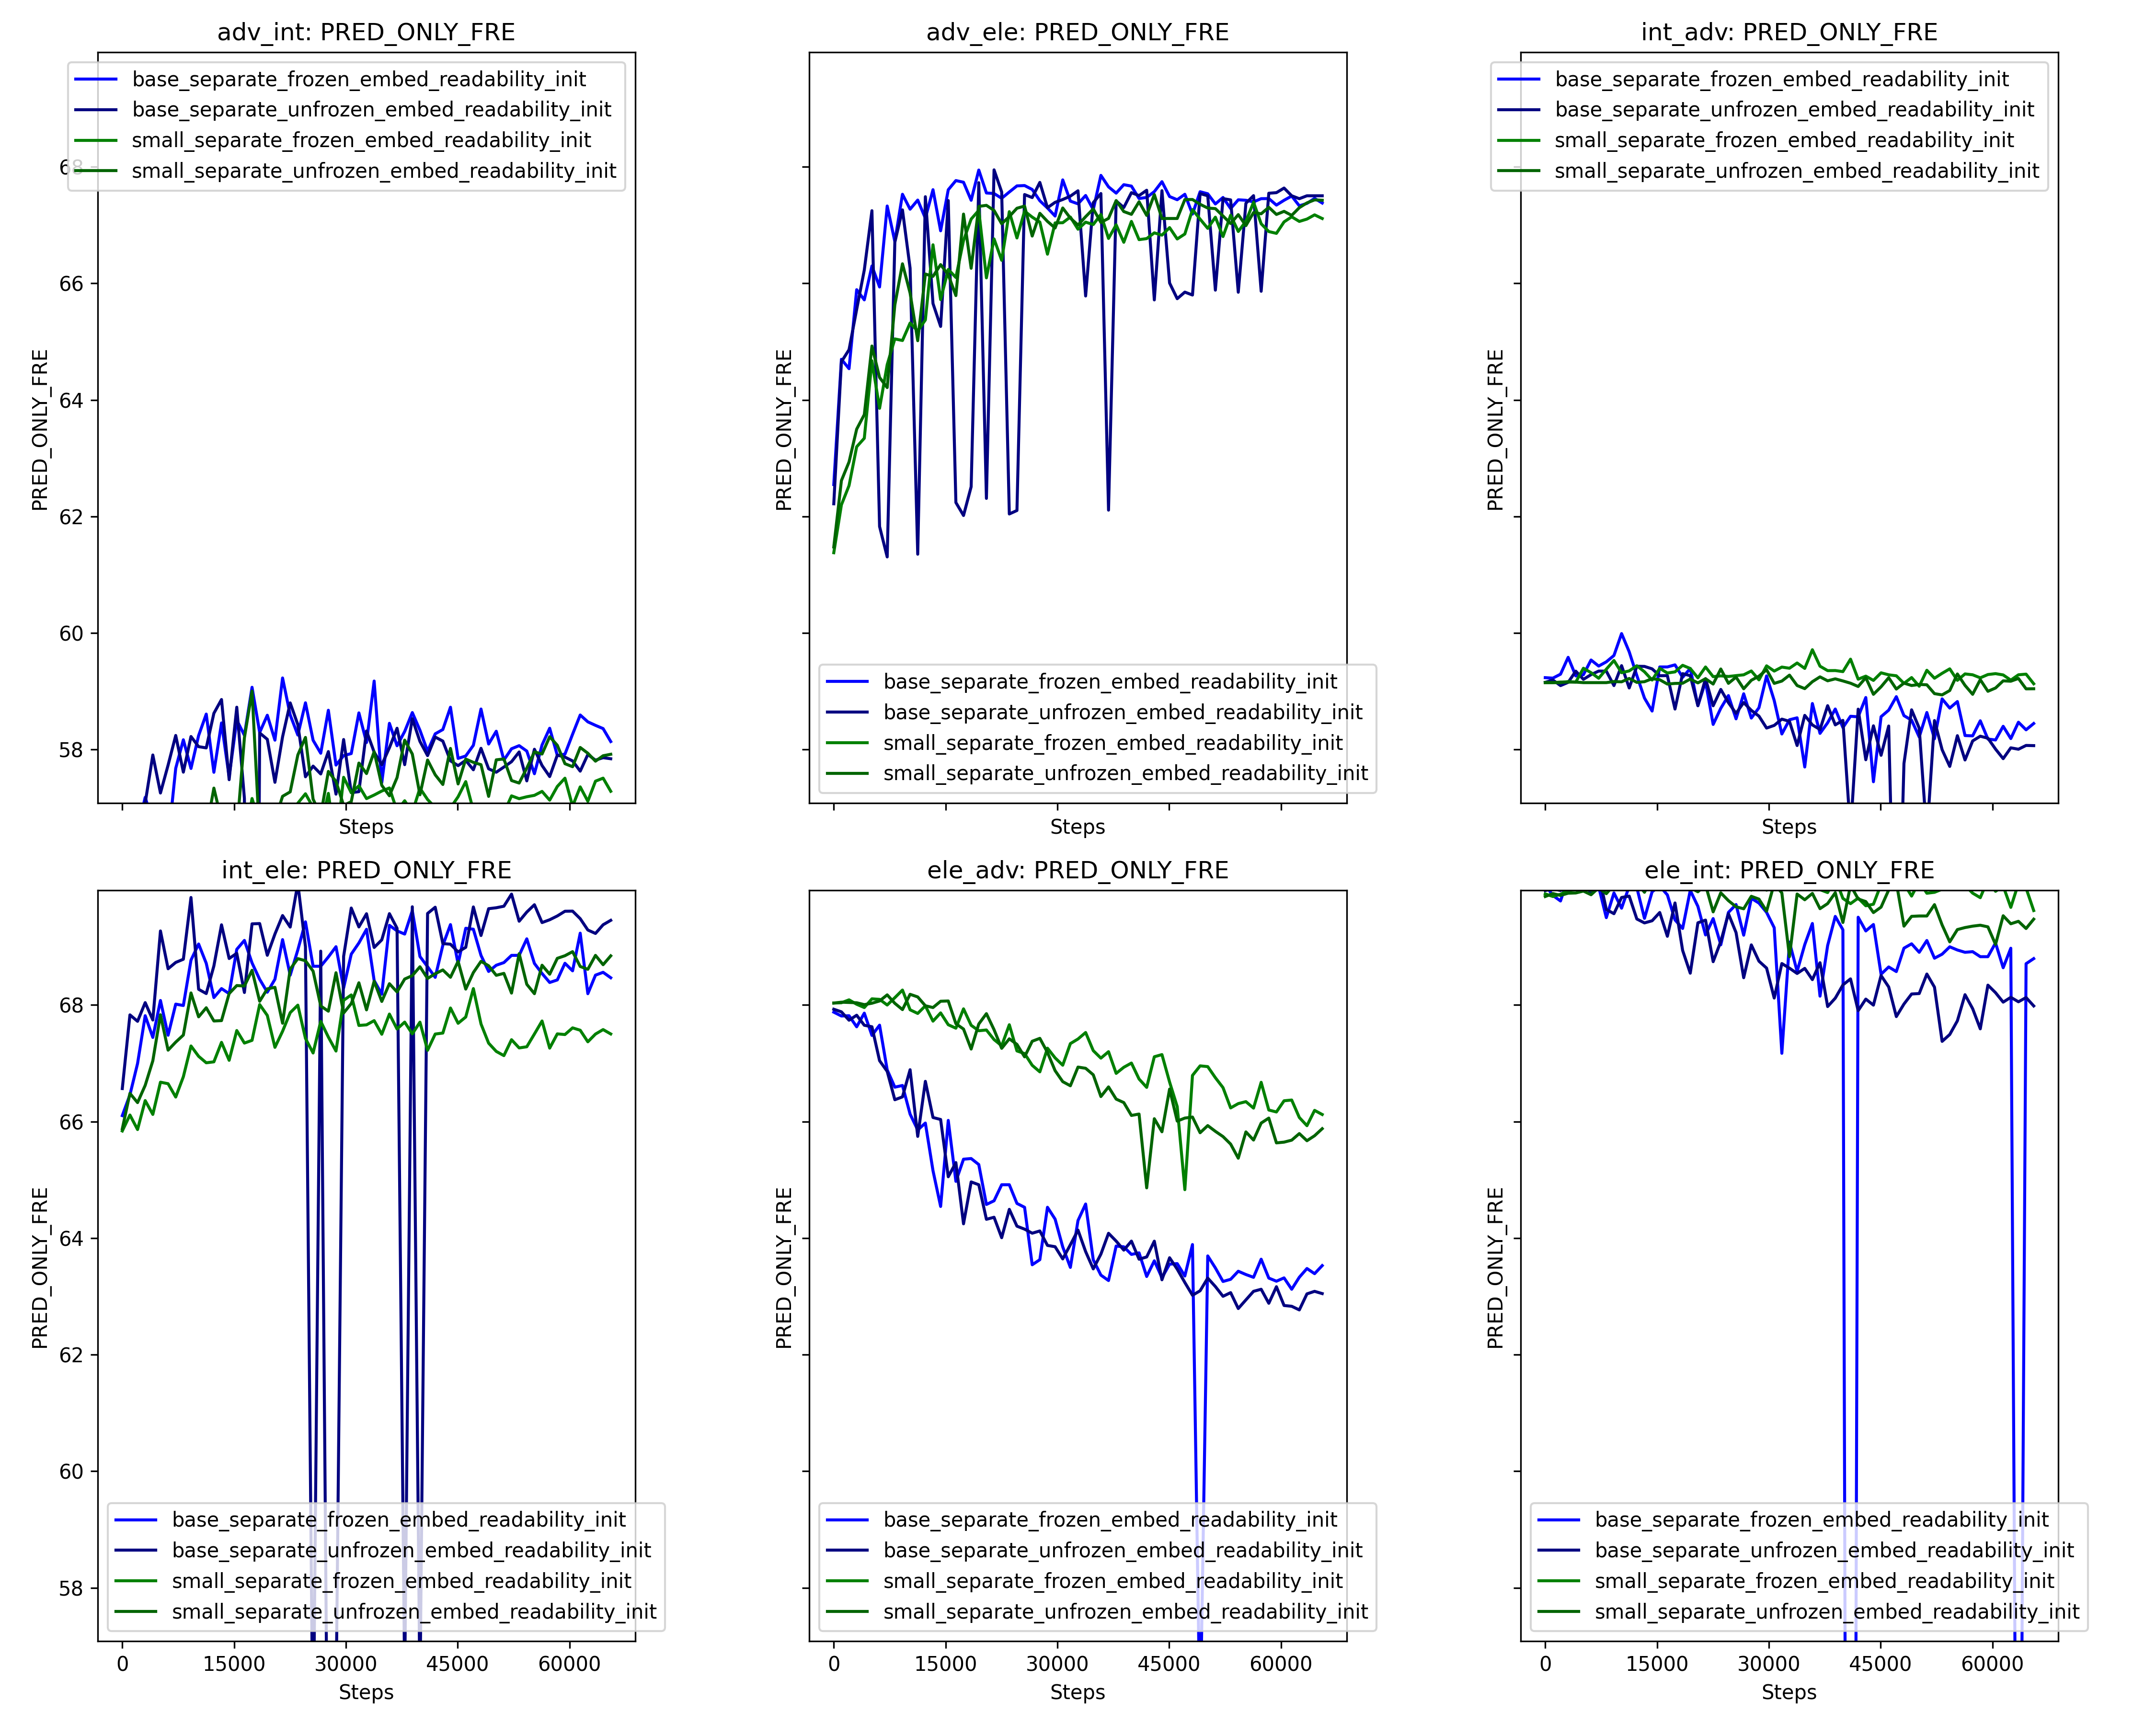 adv_int: PRED_ONLY_FRE
base_separate_frozen_embed_readability_init
base_separate_unfrozen_embed_readability_init
small_separate_frozen_embed_readability_init
small_separate_unfrozen_embed_readability_init
68
66
64
62
60
58
PRED_ONLY_FRE
Steps
adv_ele: PRED_ONLY_FRE
PRED_ONLY_FRE
base_separate_frozen_embed_readability_init
base_separate_unfrozen_embed_readability_init
small_separate_frozen_embed_readability_init
small_separate_unfrozen_embed_readability_init
Steps
int_adv: PRED_ONLY_FRE
base_separate_frozen_embed_readability_init
base_separate_unfrozen_embed_readability_init
small_separate_frozen_embed_readability_init
small_separate_unfrozen_embed_readability_init
PRED_ONLY_FRE
Steps
int_ele: PRED_ONLY_FRE
68
66
64
62
60
58
PRED_ONLY_FRE
base_separate_frozen_embed_readability_init
base_separate_unfrozen_embed_readability_init
small_separate_frozen_embed_readability_init
small_separate_unfrozen_embed_readability_init
0 15000 30000 45000 60000
Steps
ele_adv: PRED_ONLY_FRE
PRED_ONLY_FRE
base_separate_frozen_embed_readability_init
base_separate_unfrozen_embed_readability_init
small_separate_frozen_embed_readability_init
small_separate_unfrozen_embed_readability_init
0 15000 30000 45000 60000
Steps
ele_int: PRED_ONLY_FRE
PRED_ONLY_FRE
base_separate_frozen_embed_readability_init
base_separate_unfrozen_embed_readability_init
small_separate_frozen_embed_readability_init
small_separate_unfrozen_embed_readability_init
0 15000 30000 45000 60000
Steps